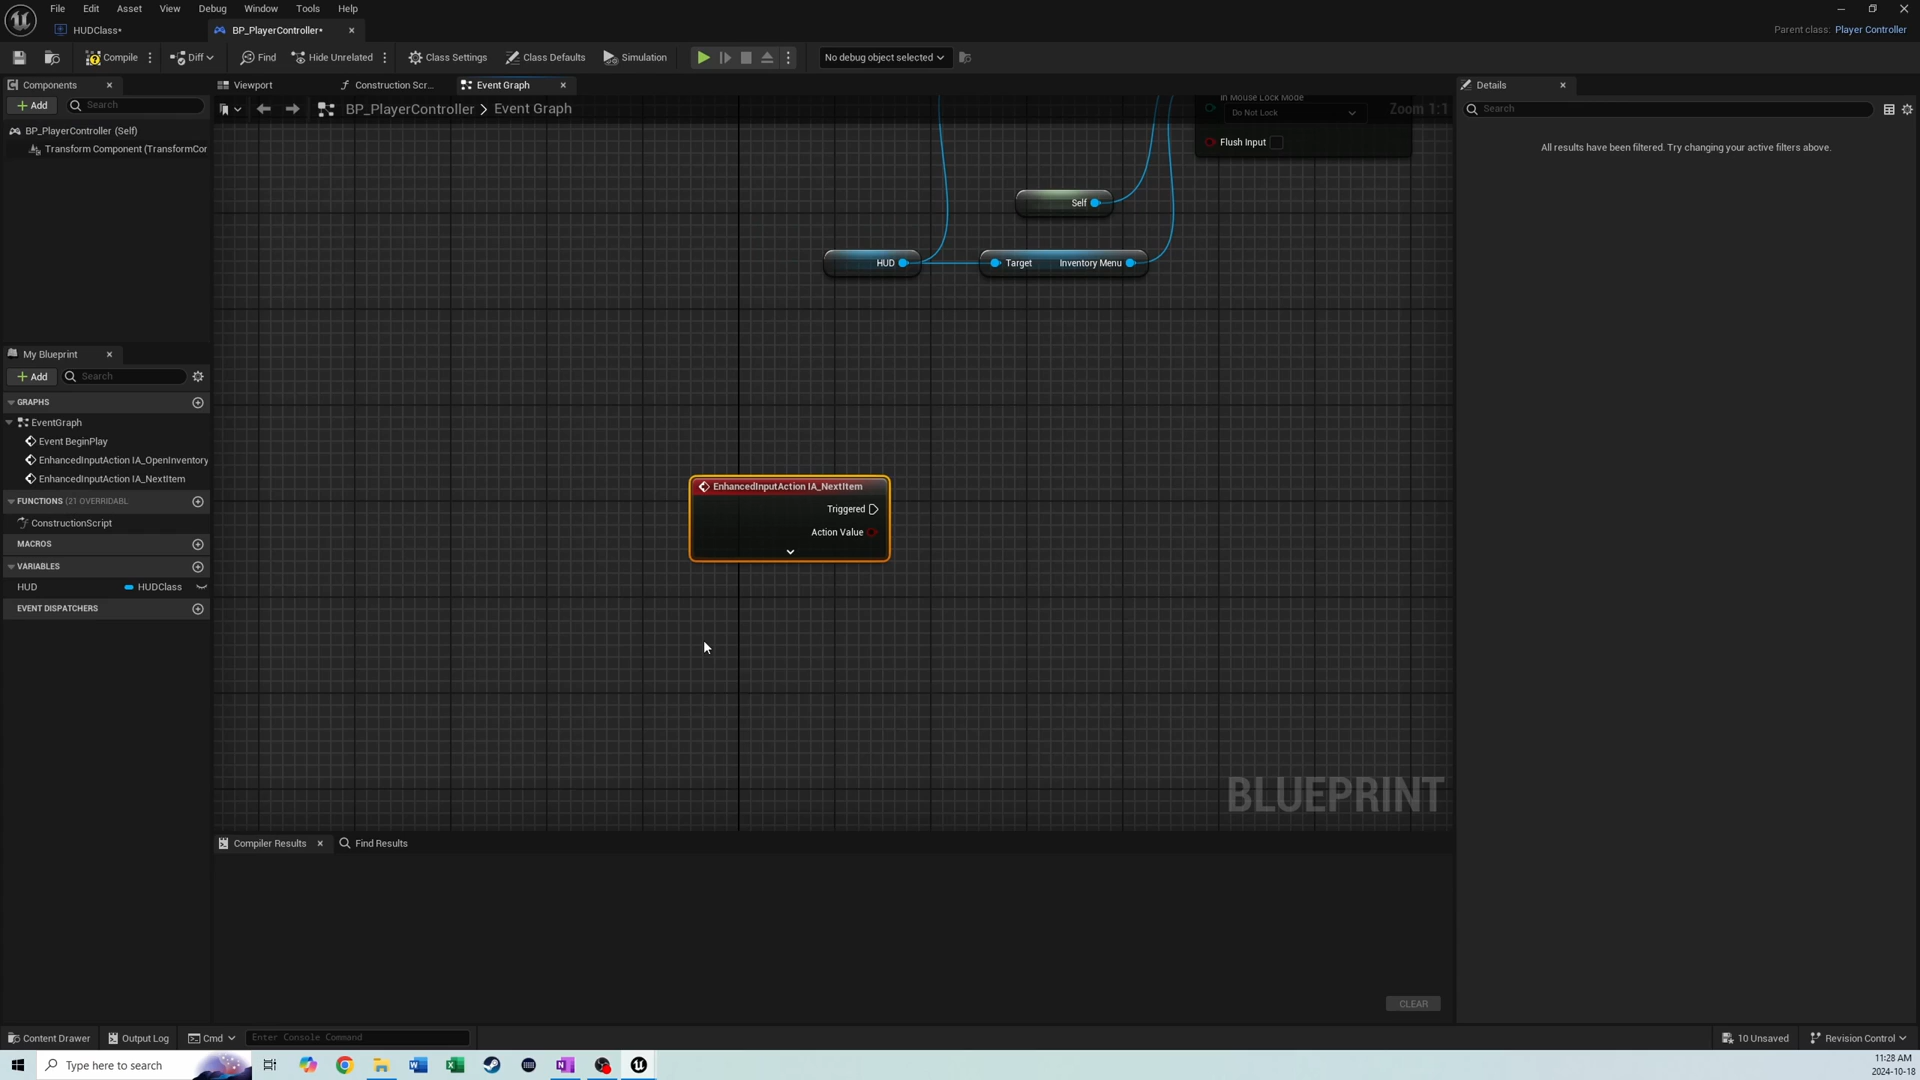 File Edit Asset View Debug Window Tools Help
HUDClass•
BP_PlayerController•
Parent class: Player Controller
Compile
Diff
Find
Hide Unrelated
Class Settings
Class Defaults
Simulation
No debug object selected
Components
Viewport
Construction Scr...
Event Graph
Details
Add
Search
BP_PlayerController > Event Graph
Zoom 1:1
Search
BP_PlayerController (Self)
Transform Component (TransformCor
All results have been filtered. Try changing your active filters above.
In Mouse Lock Mode
Do Not Lock
Flush Input
Self
HUD
Target Inventory Menu
My Blueprint
Add
Search
GRAPHS
EventGraph
Event BeginPlay
EnhancedInputAction IA_OpenInventory
EnhancedInputAction IA_NextItem
FUNCTIONS (21 OVERRIDABL
ConstructionScript
MACROS
VARIABLES
HUD HUDClass
EVENT DISPATCHERS
EnhancedInputAction IA_NextItem
Triggered
Action Value
BLUEPRINT
Compiler Results
Find Results
CLEAR
Content Drawer
Output Log
Cmd
Enter Console Command
10 Unsaved
Revision Control
Type here to search
11:28 AM
2024-10-18